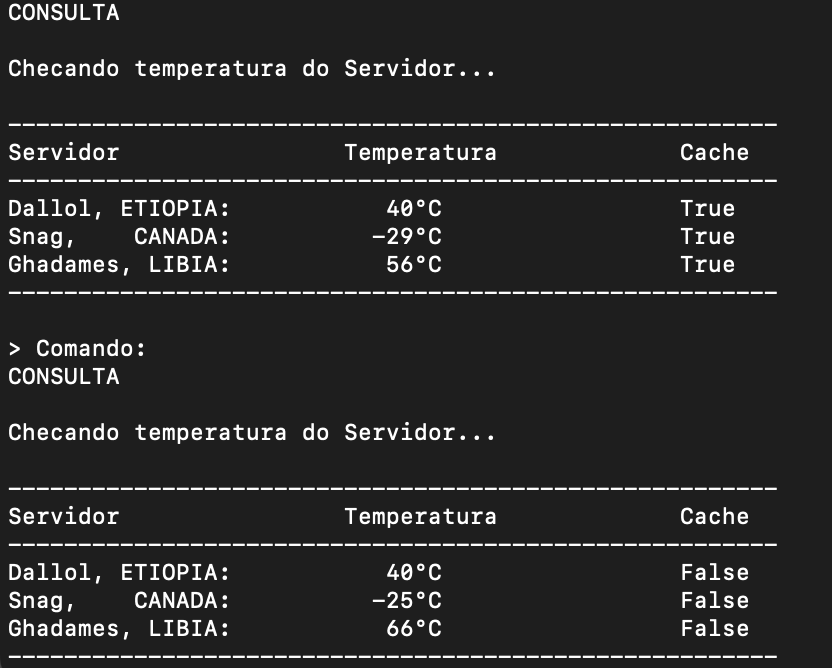 CONSULTA
Checando temperatura do Servidor...
-------------------------------------------------------
Servidor                Temperatura             Cache
-------------------------------------------------------
Dallol, ETIOPIA:           40°C                 True
Snag,    CANADA:          -29°C                 True
Ghadames, LIBIA:           56°C                 True
-------------------------------------------------------
> Comando:
CONSULTA
Checando temperatura do Servidor...
-------------------------------------------------------
Servidor                Temperatura             Cache
-------------------------------------------------------
Dallol, ETIOPIA:           40°C                 False
Snag,    CANADA:          -25°C                 False
Ghadames, LIBIA:           66°C                 False
-------------------------------------------------------